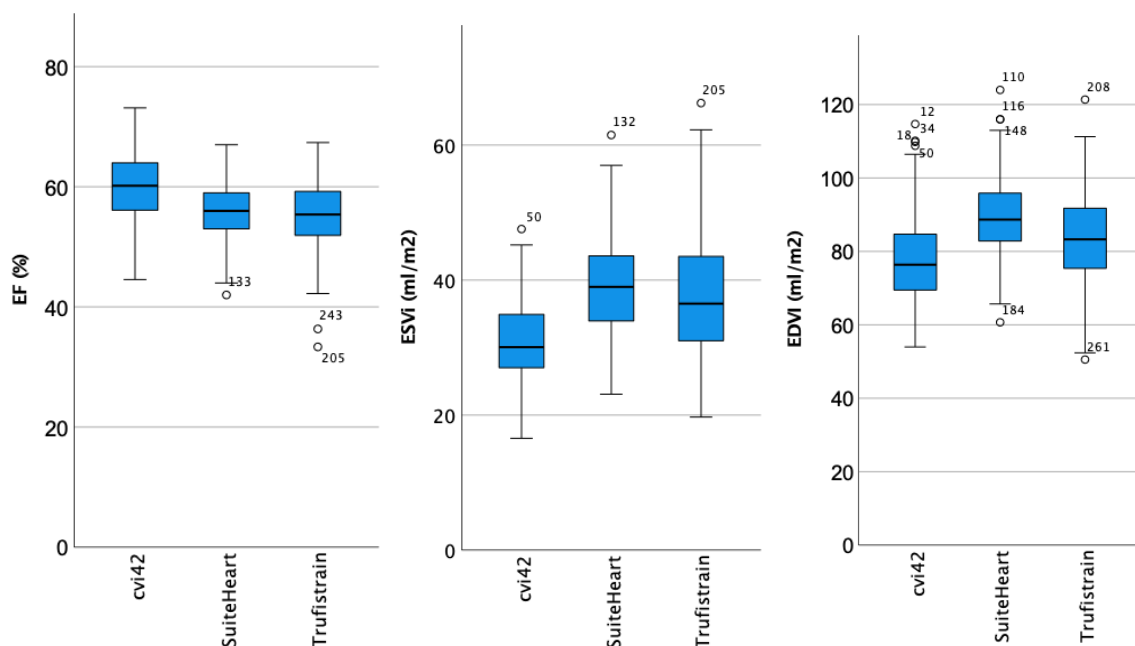 EF (%)
80
60
40
20
0
133
243
205
cvi42
SuiteHeart
Trufistrain
ESVi (ml/m2)
60
40
20
0
50
132
205
cvi42
SuiteHeart
Trufistrain
EDVI (ml/m2)
120
100
80
60
40
20
0
12
18 34
50
110
116
148
184
208
261
cvi42
SuiteHeart
Trufistrain